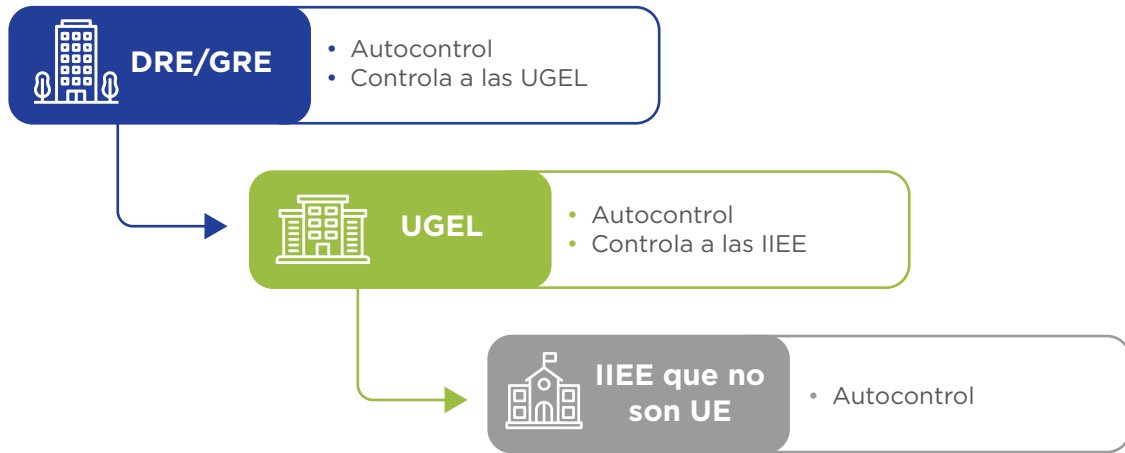 DRE/GRE
• Autocontrol
• Controla a las UGEL
UGEL
• Autocontrol
• Controla a las IIEE
IIEE que no
son UE
• Autocontrol